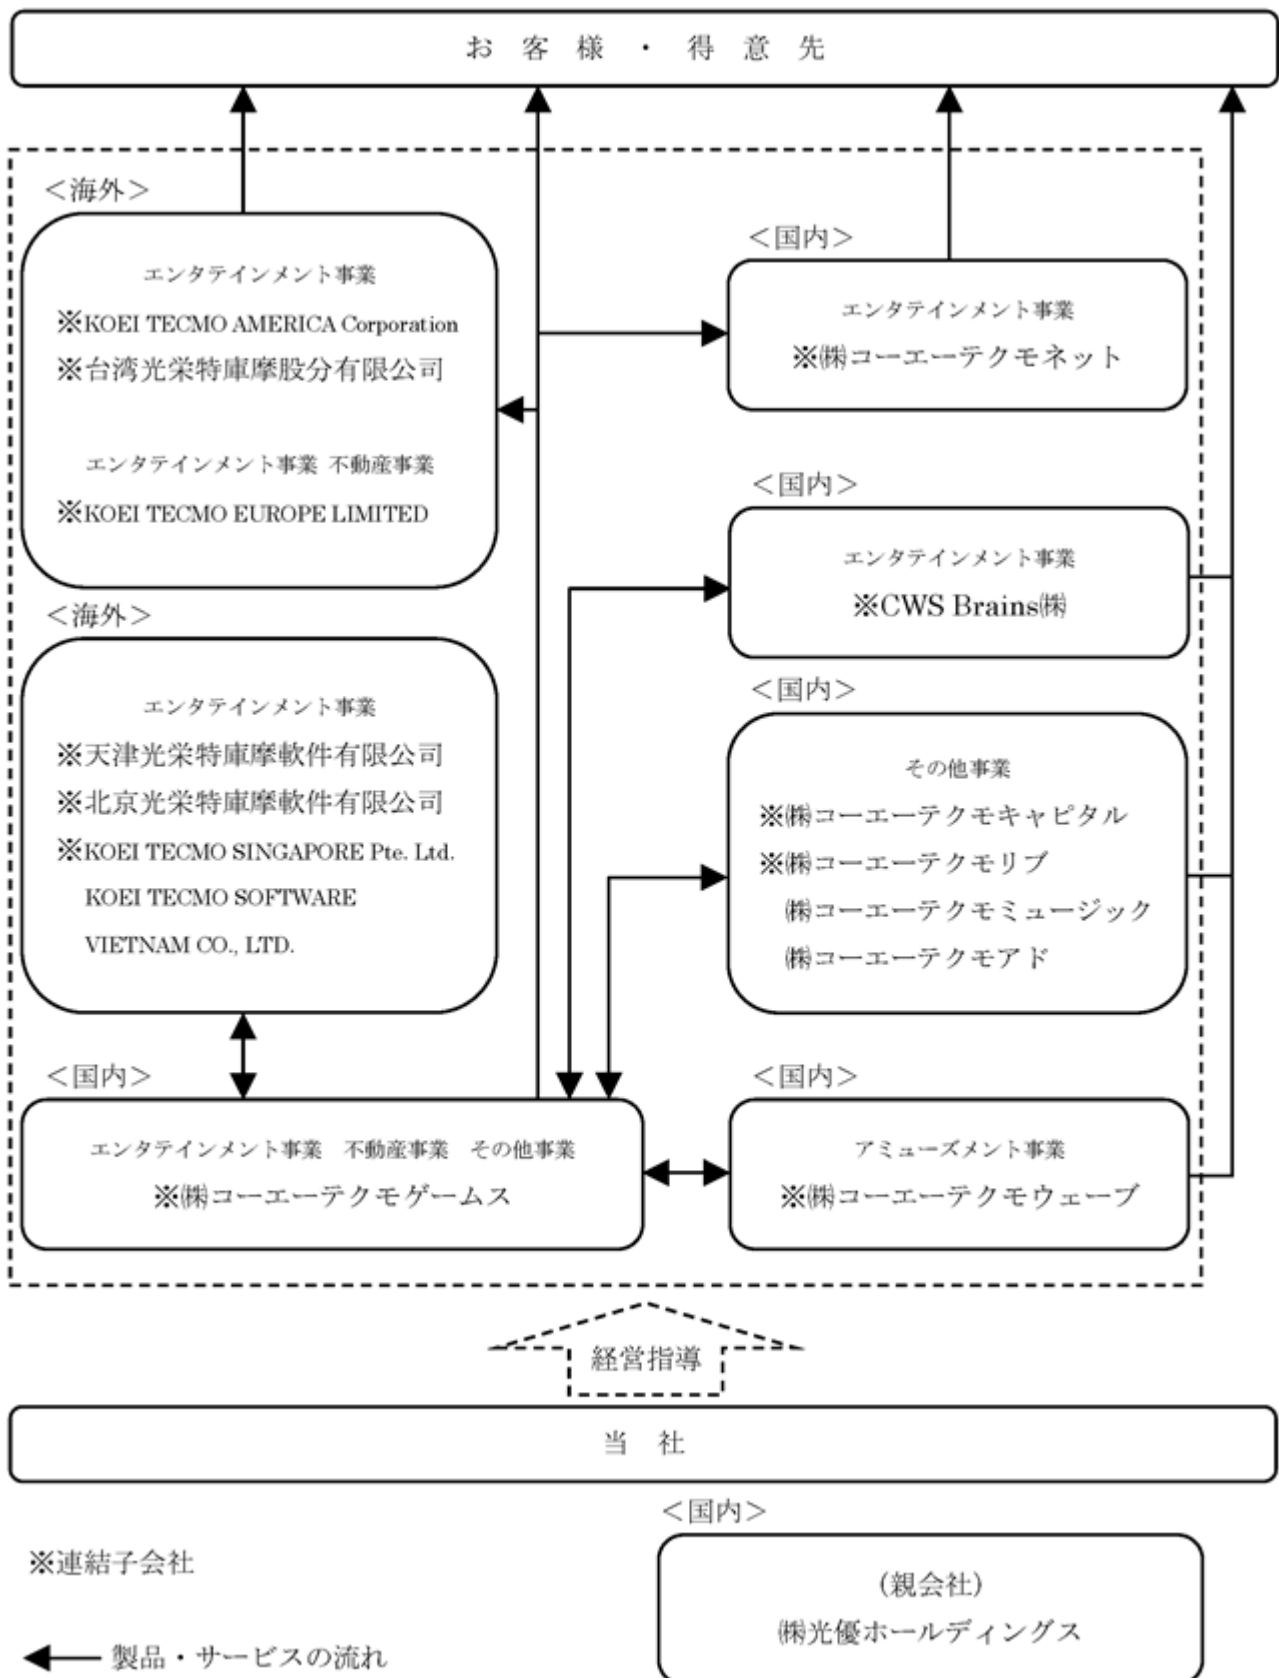 お 客 様 ・ 得 意 先
＜海外＞
エンタテインメント事業
※KOEI TECMO AMERICA Corporation
※台湾光栄特庫摩股分有限公司
エンタテインメント事業 不動産事業
※KOEI TECMO EUROPE LIMITED
＜国内＞
エンタテインメント事業
※㈱コーエーテクモネット
＜国内＞
エンタテインメント事業
※CWS Brains㈱
＜海外＞
エンタテインメント事業
※天津光栄特庫摩軟件有限公司
※北京光栄特庫摩軟件有限公司
※KOEI TECMO SINGAPORE Pte. Ltd.
KOEI TECMO SOFTWARE
VIETNAM CO., LTD.
＜国内＞
その他事業
※㈱コーエーテクモキャピタル
※㈱コーエーテクモリブ
㈱コーエーテクモミュージック
㈱コーエーテクモアド
＜国内＞
エンタテインメント事業 不動産事業 その他事業
※㈱コーエーテクモゲームス
＜国内＞
アミューズメント事業
※㈱コーエーテクモウェーブ
経営指導
当 社
＜国内＞
(親会社)
㈱光優ホールディングス
※連結子会社
製品・サービスの流れ